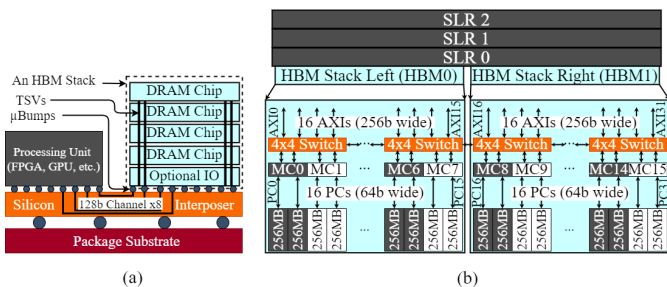 An HBM Stack
TSVs
µBumps
DRAM Chip
DRAM Chip
DRAM Chip
DRAM Chip
Optional IO
Processing Unit
(FPGA, GPU, etc.)
128b Channel x8
Silicon
Interposer
Package Substrate
(a)
SLR 2
SLR 1
SLR 0
HBM Stack Left (HBM0)
HBM Stack Right (HBM1)
AXI0
16 AXIs (256b wide)
AXI15
AXI16
16 AXIs (256b wide)
AXI31
4x4 Switch
...
4x4 Switch
...
4x4 Switch
...
4x4 Switch
MC0
MC1
...
MC6
MC7
MC8
MC9
...
MC14
MC15
PC0
16 PCs (64b wide)
PC15
PC16
16 PCs (64b wide)
PC31
256MB
256MB
256MB
256MB
...
256MB
256MB
256MB
256MB
256MB
256MB
256MB
256MB
...
256MB
256MB
256MB
256MB
(b)